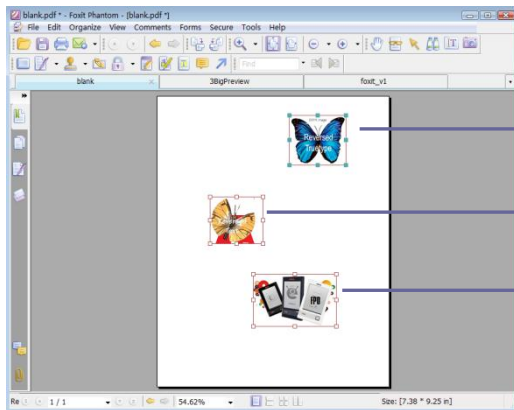 blank.pdf * - Foxit Phantom - [blank.pdf *]
File Edit Organize View Comments Forms Secure Tools Help
Find
blank 3BigPreview foxit_v1
Reversed
Truetype
1 / 1 54.62% Size: [7.38 * 9.25 in]